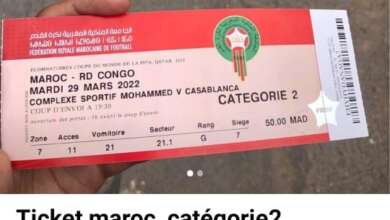 الجامعة الملكية المغربية لكرة القدم
FEDERATION ROYALE MAROCAINE DE FOOTBALL
ELIMINATOIRES COUPE DU MONDE DE LA FIFA, QATAR, 2022
MAROC - RD CONGO
MARDI 29 MARS 2022
COMPLEXE SPORTIF MOHAMMED V CASABLANCA
COUP D'ENVOI A 19:30
CATEGORIE 2
50.00 MAD
Zone Acces Vomitoire Secteur Rang Siege
7 11 21 21.1 G 7
Ticket maroc catégorie2